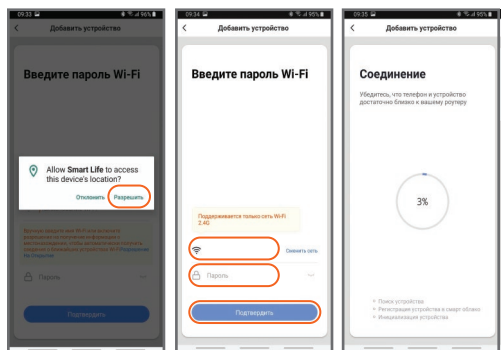 09:33
96%
Добавить устройство
Введите пароль Wi-Fi
Allow Smart Life to access
this device's location?
Отклонить Разрешить
Пароль
Подтвердить
09:34
95%
Добавить устройство
Введите пароль Wi-Fi
Поддерживается только сеть Wi-Fi
2.4G
Сменить сеть
Пароль
Подтвердить
09:35
95%
Добавить устройство
Соединение
Убедитесь, что телефон и устройство
достаточно близко к вашему роутеру
3%
Поиск устройства
Регистрация устройства в смарт облако
Инициализация устройства